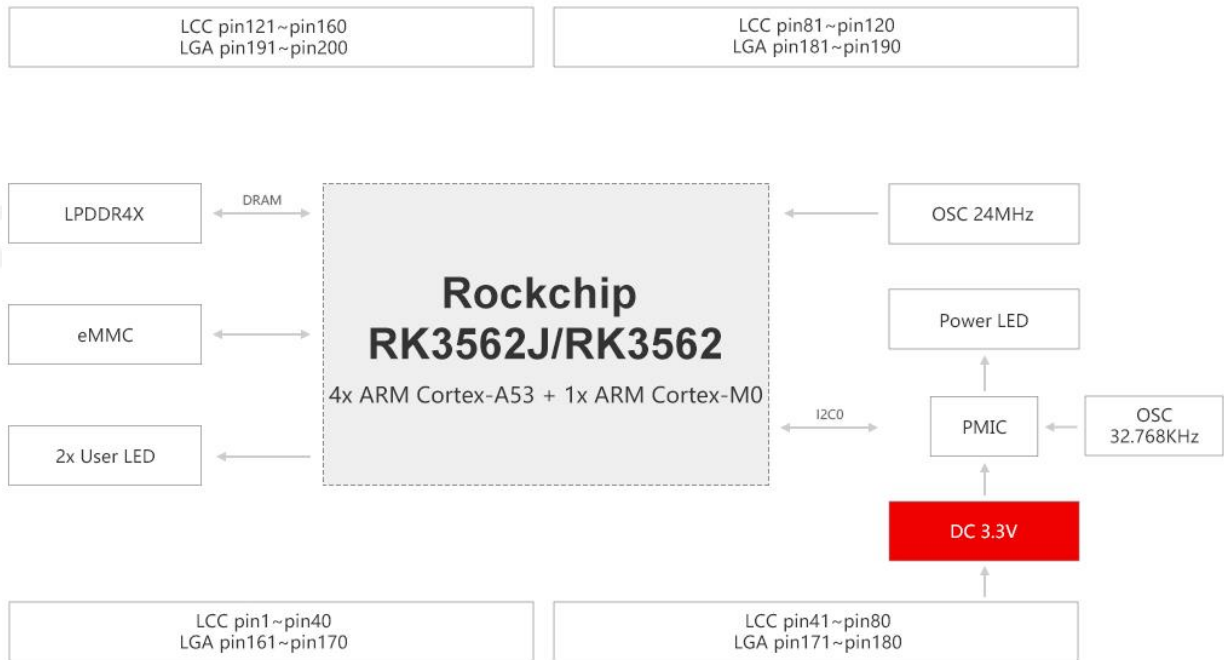 LCC pin121~pin160
LGA pin191~pin200
LCC pin81~pin120
LGA pin181~pin190
LPDDR4X
DRAM
OSC 24MHz
Rockchip
RK3562J/RK3562
4x ARM Cortex-A53 + 1x ARM Cortex-M0
eMMC
Power LED
I2C0
PMIC
OSC
32.768KHz
2x User LED
DC 3.3V
LCC pin1~pin40
LGA pin161~pin170
LCC pin41~pin80
LGA pin171~pin180